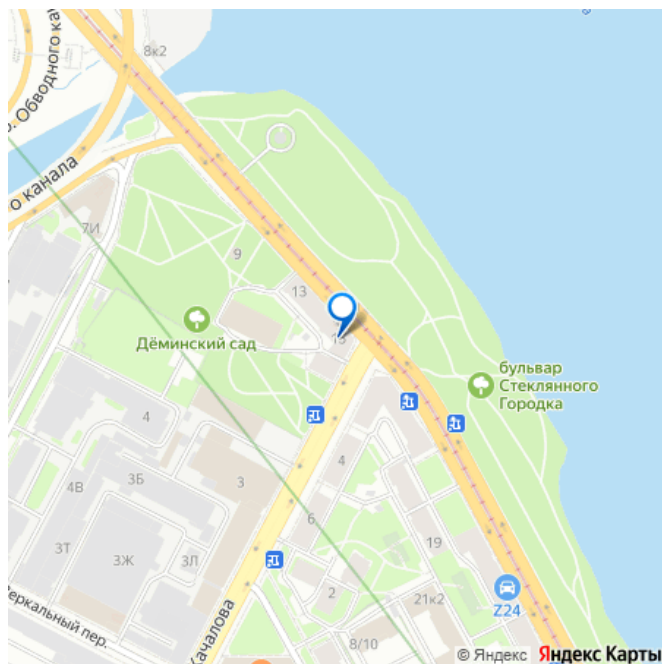 8к2
. Обводного ка
о канала
7И
9
13
Дёминский сад
15
бульвар
Стеклянного
Городка
4
3Б
4В
3
4
6
3Т
3Ж
3Л
19
2
21к2
Z24
Зеркальный пер.
Качалова
8/10
© Яндекс Яндекс Карты